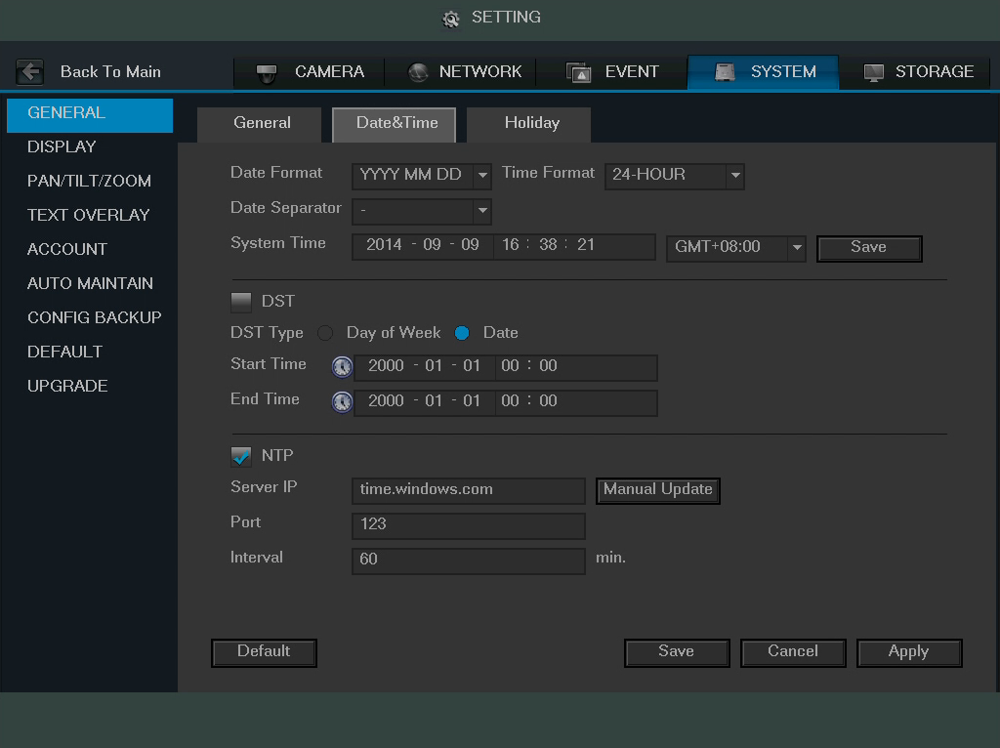 SETTING
Back To Main CAMERA NETWORK EVENT SYSTEM STORAGE
GENERAL
DISPLAY
PAN/TILT/ZOOM
TEXT OVERLAY
ACCOUNT
AUTO MAINTAIN
CONFIG BACKUP
DEFAULT
UPGRADE
General Date&Time Holiday
Date Format YYYY MM DD Time Format 24-HOUR
Date Separator -
System Time 2014 - 09 - 09 16 : 38 : 21 GMT+08:00 Save
DST
DST Type Day of Week Date
Start Time 2000 - 01 - 01 00 : 00
End Time 2000 - 01 - 01 00 : 00
NTP
Server IP time.windows.com Manual Update
Port 123
Interval 60 min.
Default Save Cancel Apply